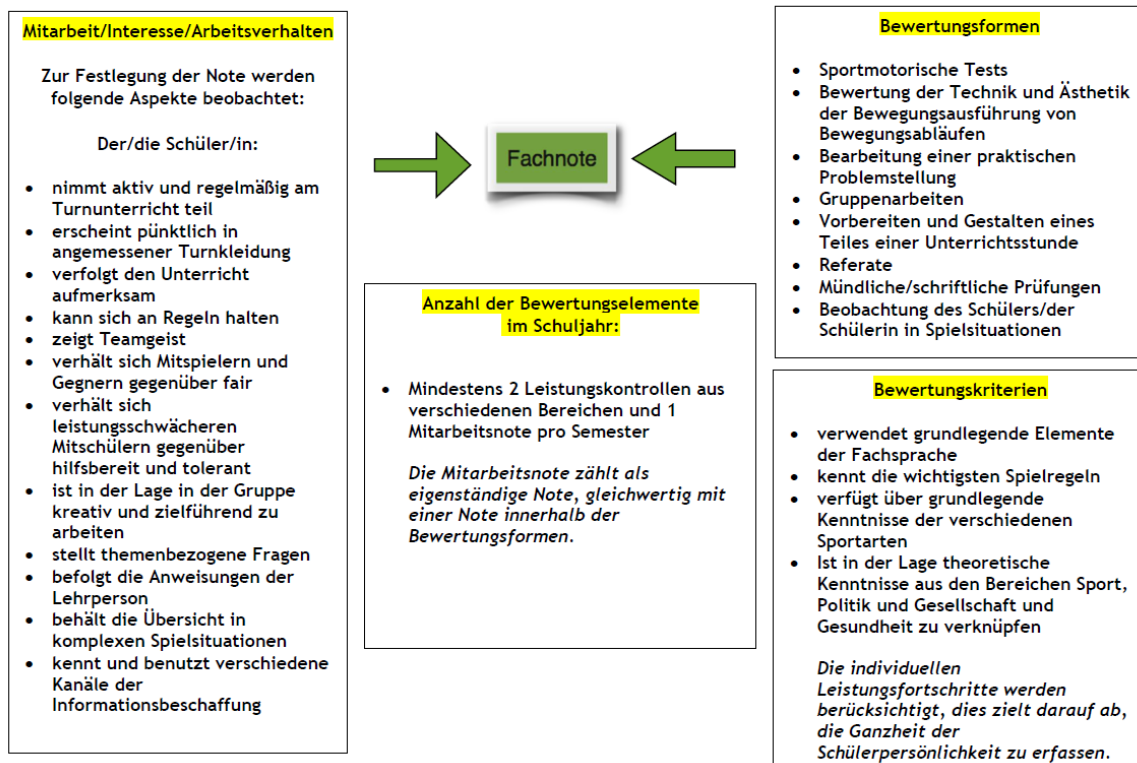 Mitarbeit/Interesse/Arbeitsverhalten
Zur Festlegung der Note werden
folgende Aspekte beobachtet:
Der/die Schüler/in:
• nimmt aktiv und regelmäßig am
Turnunterricht teil
• erscheint pünktlich in
angemessener Turnkleidung
• verfolgt den Unterricht
aufmerksam
• kann sich an Regeln halten
• zeigt Teamgeist
• verhält sich Mitspielern und
Gegnern gegenüber fair
• verhält sich
leistungsschwächeren
Mitschülern gegenüber
hilfsbereit und tolerant
• ist in der Lage in der Gruppe
kreativ und zielführend zu
arbeiten
• stellt themenbezogene Fragen
• befolgt die Anweisungen der
Lehrperson
• behält die Übersicht in
komplexen Spielsituationen
• kennt und benutzt verschiedene
Kanäle der
Informationsbeschaffung
Fachnote
Anzahl der Bewertungselemente
im Schuljahr:
• Mindestens 2 Leistungskontrollen aus
verschiedenen Bereichen und 1
Mitarbeitsnote pro Semester
Die Mitarbeitsnote zählt als
eigenständige Note, gleichwertig mit
einer Note innerhalb der
Bewertungsformen.
Bewertungsformen
• Sportmotorische Tests
• Bewertung der Technik und Ästhetik
der Bewegungsausführung von
Bewegungsabläufen
• Bearbeitung einer praktischen
Problemstellung
• Gruppenarbeiten
• Vorbereiten und Gestalten eines
Teiles einer Unterrichtsstunde
• Referate
• Mündliche/schriftliche Prüfungen
• Beobachtung des Schülers/der
Schülerin in Spielsituationen
Bewertungskriterien
• verwendet grundlegende Elemente
der Fachsprache
• kennt die wichtigsten Spielregeln
• verfügt über grundlegende
Kenntnisse der verschiedenen
Sportarten
• Ist in der Lage theoretische
Kenntnisse aus den Bereichen Sport,
Politik und Gesellschaft und
Gesundheit zu verknüpfen
Die individuellen
Leistungsfortschritte werden
berücksichtigt, dies zielt darauf ab,
die Ganzheit der
Schülerpersönlichkeit zu erfassen.